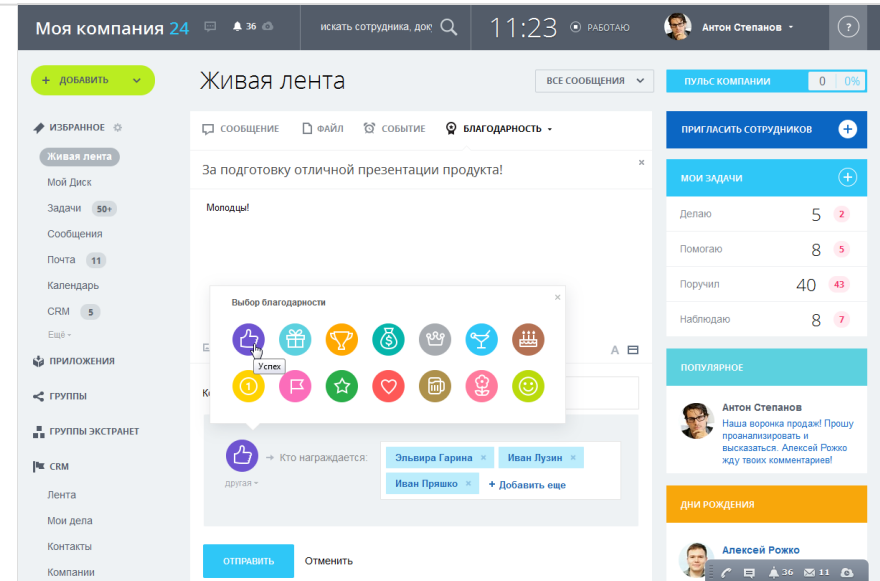 Моя компания 24
36
искать сотрудника, док
11:23
РАБОТАЮ
Антон Степанов
?
+ ДОБАВИТЬ
Живая лента
ВСЕ СООБЩЕНИЯ
ПУЛЬС КОМПАНИИ
0 0%
ИЗБРАННОЕ
Живая лента
Мой Диск
Задачи 50+
Сообщения
Почта 11
Календарь
CRM 5
Ещё
ПРИЛОЖЕНИЯ
ГРУППЫ
ГРУППЫ ЭКСТРАНЕТ
CRM
Лента
Мои дела
Контакты
Компании
СООБЩЕНИЕ
ФАЙЛ
СОБЫТИЕ
БЛАГОДАРНОСТЬ
За подготовку отличной презентации продукта!
Молодцы!
Выбор благодарности
Успех
A
→ Кто награждается:
Эльвира Гарина ×
Иван Лузин ×
Иван Пряшко ×
+ Добавить еще
другая
ОТПРАВИТЬ
Отменить
ПРИГЛАСИТЬ СОТРУДНИКОВ
МОИ ЗАДАЧИ
Делаю 5 2
Помогаю 8 5
Поручил 40 43
Наблюдаю 8 7
ПОПУЛЯРНОЕ
Антон Степанов
Наша воронка продаж! Прошу
проанализировать и
высказаться. Алексей Рожко
жду твоих комментариев!
ДНИ РОЖДЕНИЯ
Алексей Рожко
36 11